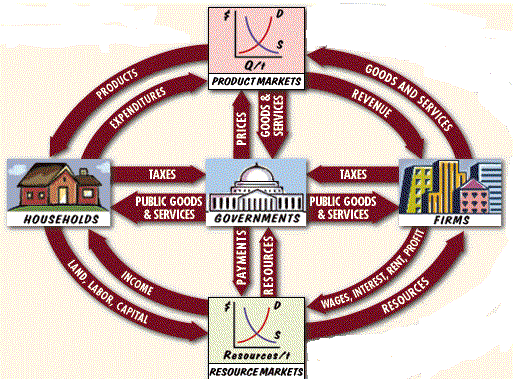 $
D
S
Q/t
PRODUCT MARKETS
PRODUCTS
EXPENDITURES
GOODS AND SERVICES
REVENUE
PRICES
GOODS &
SERVICES
TAXES
TAXES
PUBLIC GOODS
& SERVICES
PUBLIC GOODS
& SERVICES
HOUSEHOLDS
GOVERNMENTS
FIRMS
PAYMENTS
RESOURCES
INCOME
LAND, LABOR, CAPITAL
WAGES, INTEREST, RENT, PROFIT
RESOURCES
$
D
S
Resources/t
RESOURCE MARKETS